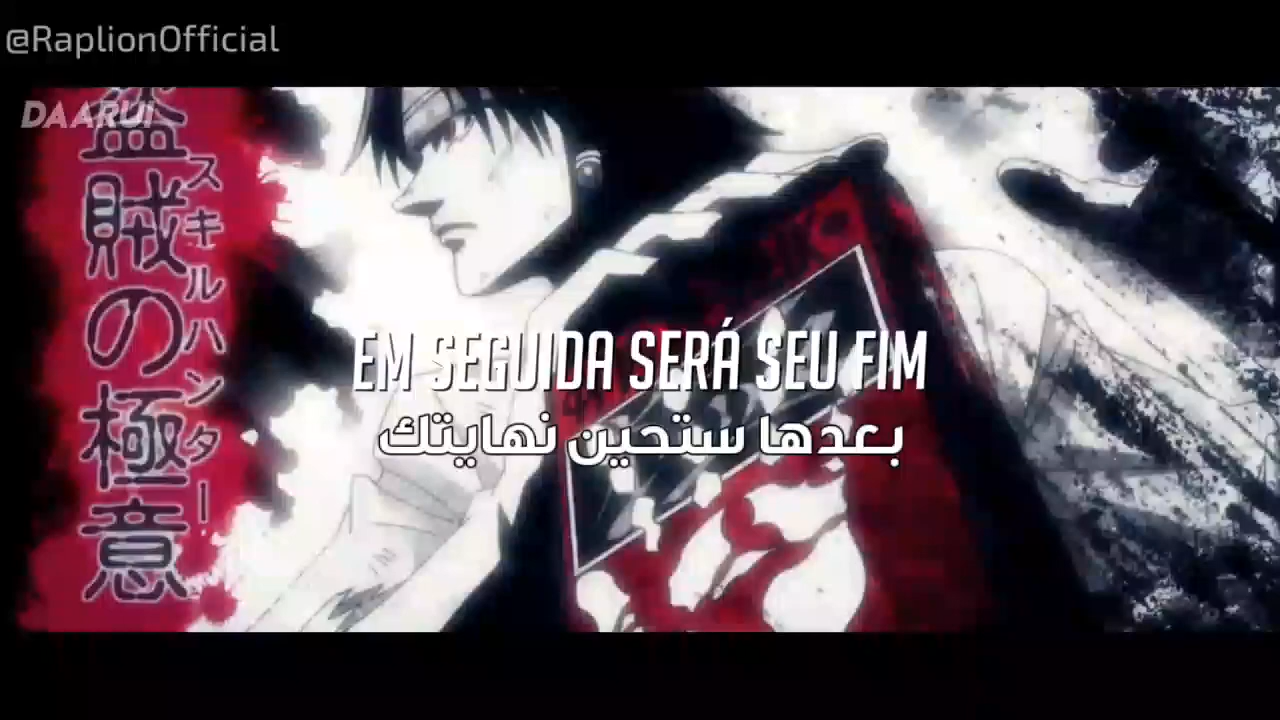 @RaplionOfficial
DAARUI
盗賊の極意
スキルハンター
EM SEGUIDA SERÁ SEU FIM
بعدها ستحين نهايتك